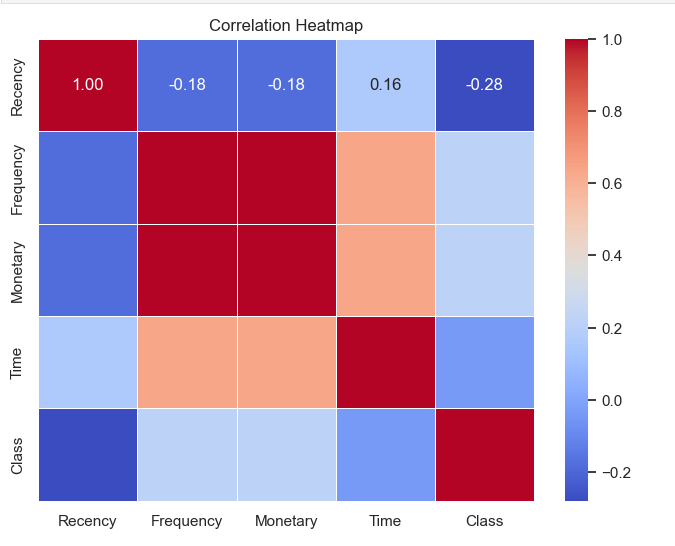 Correlation Heatmap
Recency
1.00 -0.18 -0.18 0.16 -0.28
Frequency
Monetary
Time
Class
Recency Frequency Monetary Time Class
1.0
0.8
0.6
0.4
0.2
0.0
−0.2